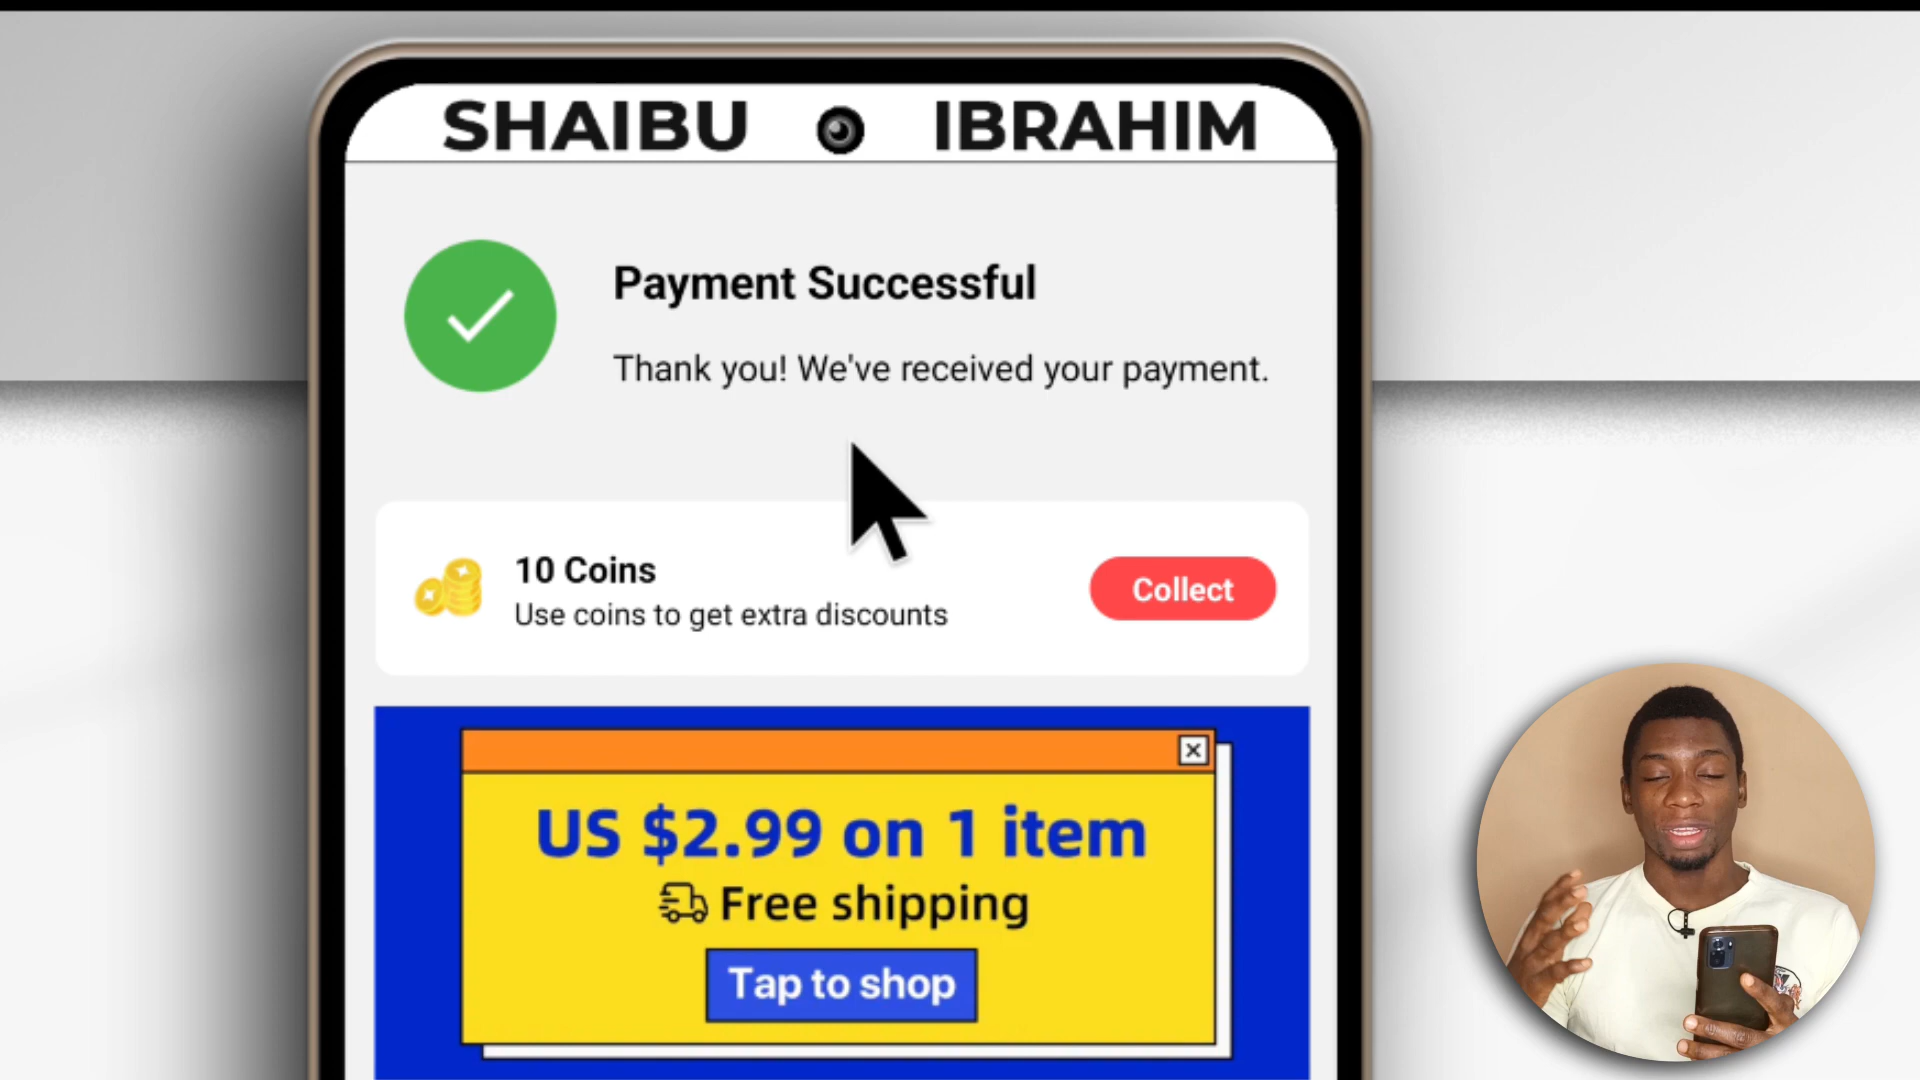 SHAIBU IBRAHIM
Payment Successful
Thank you! We've received your payment.
10 Coins
Use coins to get extra discounts
Collect
US $2.99 on 1 item
Free shipping
Tap to shop